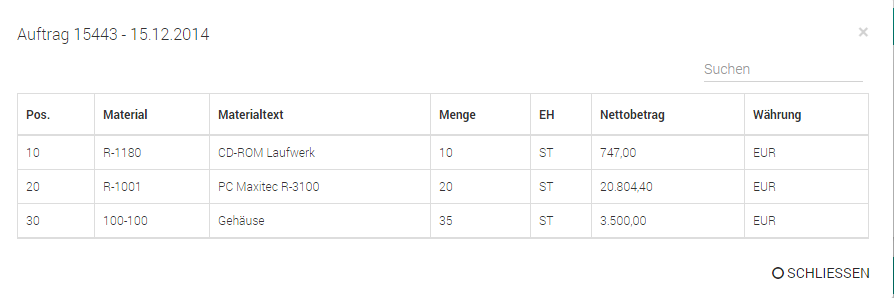 Auftrag 15443 - 15.12.2014 ×
Suchen
Pos. Material Materialtext Menge EH Nettobetrag Währung
10 R-1180 CD-ROM Laufwerk 10 ST 747,00 EUR
20 R-1001 PC Maxitec R-3100 20 ST 20.804,40 EUR
30 100-100 Gehäuse 35 ST 3.500,00 EUR
SCHLIESSEN